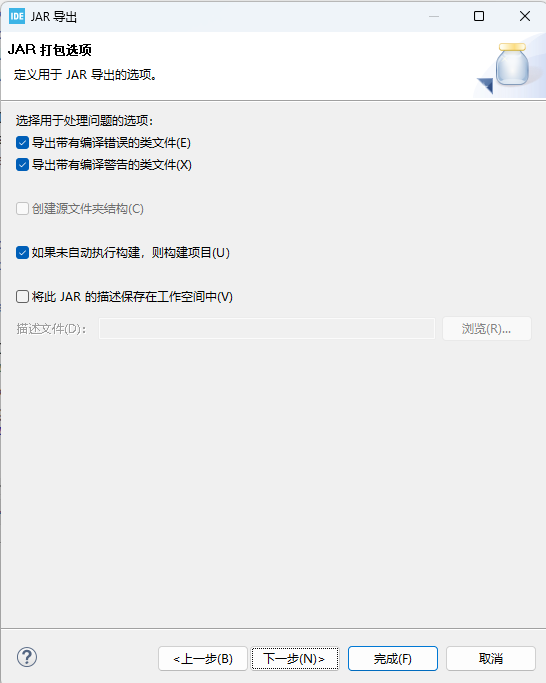 IDE JAR 导出
JAR 打包选项
定义用于 JAR 导出的选项。
选择用于处理问题的选项：
导出带有编译错误的类文件(E)
导出带有编译警告的类文件(X)
创建源文件夹结构(C)
如果未自动执行构建，则构建项目(U)
将此 JAR 的描述保存在工作空间中(V)
描述文件(D)： 浏览(R)...
? <上一步(B) 下一步(N)> 完成(F) 取消